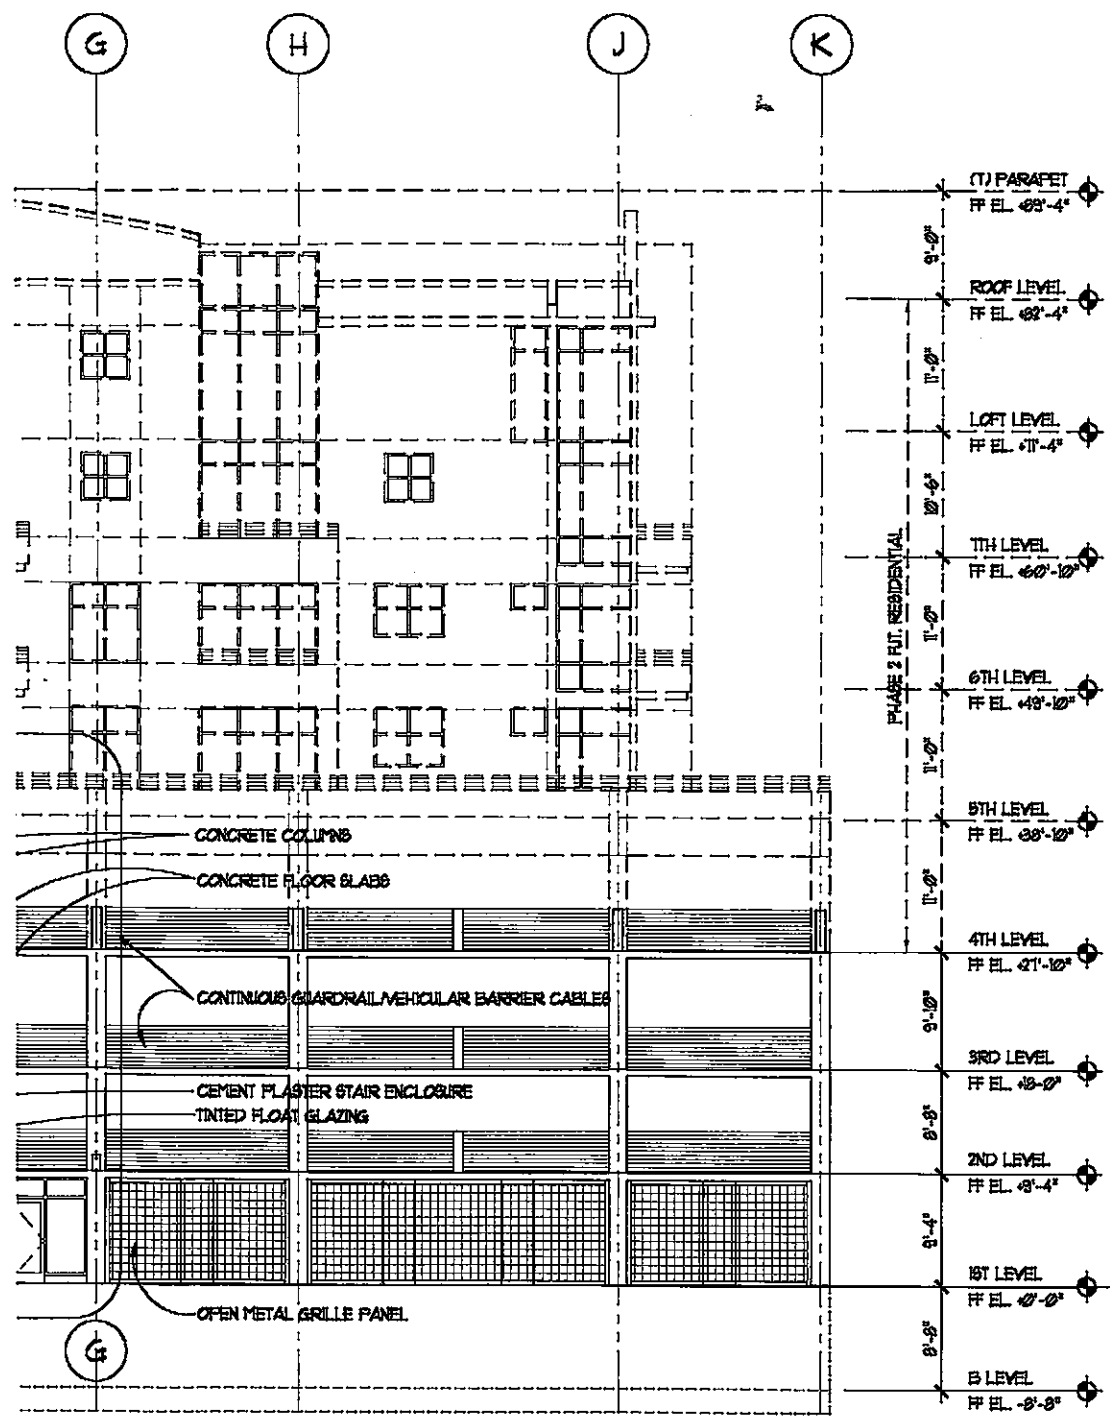 G H J K
(T) PARAPET
FF EL. +89'-4"
9'-0"
ROOF LEVEL
FF EL. +82'-4"
11'-0"
LOFT LEVEL
FF EL. +71'-4"
10'-6"
7TH LEVEL
FF EL. +60'-10"
PHASE 2 FUT. RESIDENTIAL
11'-0"
6TH LEVEL
FF EL. +49'-10"
11'-0"
5TH LEVEL
FF EL. +38'-10"
CONCRETE COLUMNS
CONCRETE FLOOR SLABS
11'-0"
4TH LEVEL
FF EL. +27'-10"
CONTINUOUS GUARDRAIL/VEHICULAR BARRIER CABLES
9'-10"
3RD LEVEL
FF EL. +18'-0"
CEMENT PLASTER STAIR ENCLOSURE
TINTED FLOAT GLAZING
8'-8"
2ND LEVEL
FF EL. +9'-4"
9'-4"
1ST LEVEL
FF EL. +0'-0"
OPEN METAL GRILLE PANEL
G
8'-8"
B LEVEL
FF EL. -8'-8"